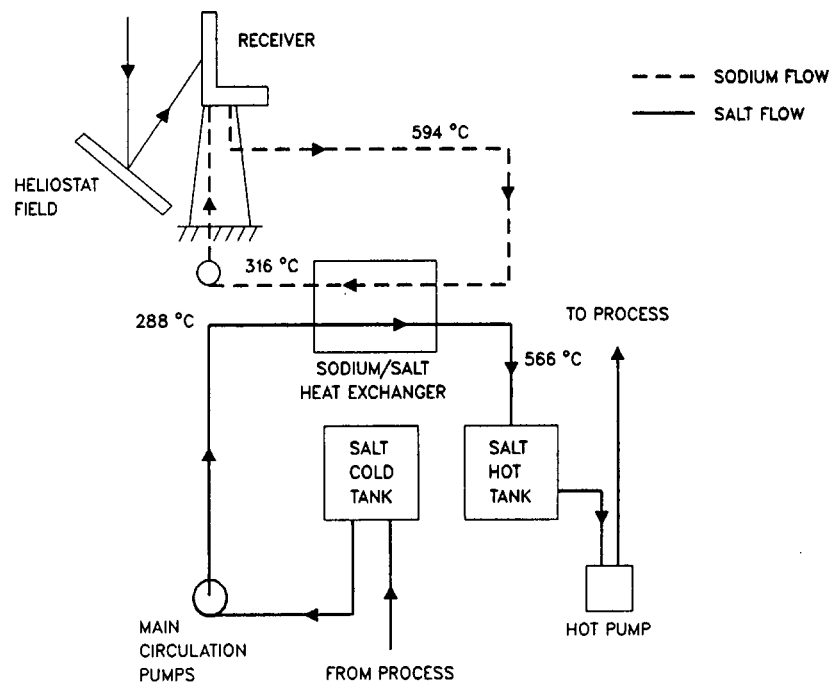 RECEIVER
SODIUM FLOW
SALT FLOW
594 °C
HELIOSTAT
FIELD
316 °C
288 °C
TO PROCESS
SODIUM/SALT
HEAT EXCHANGER
566 °C
SALT
COLD
TANK
SALT
HOT
TANK
MAIN
CIRCULATION
PUMPS
FROM PROCESS
HOT PUMP